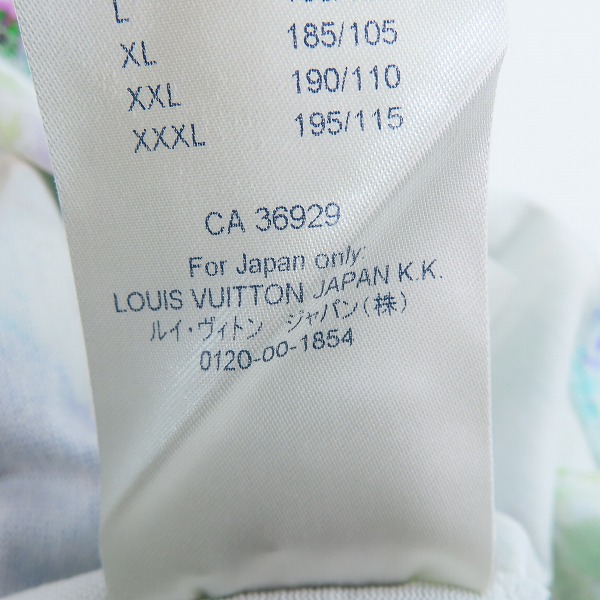 L
XL 185/105
XXL 190/110
XXXL 195/115
CA 36929
For Japan only:
LOUIS VUITTON JAPAN K.K.
ルイ・ヴィトン ジャパン(株)
0120-00-1854